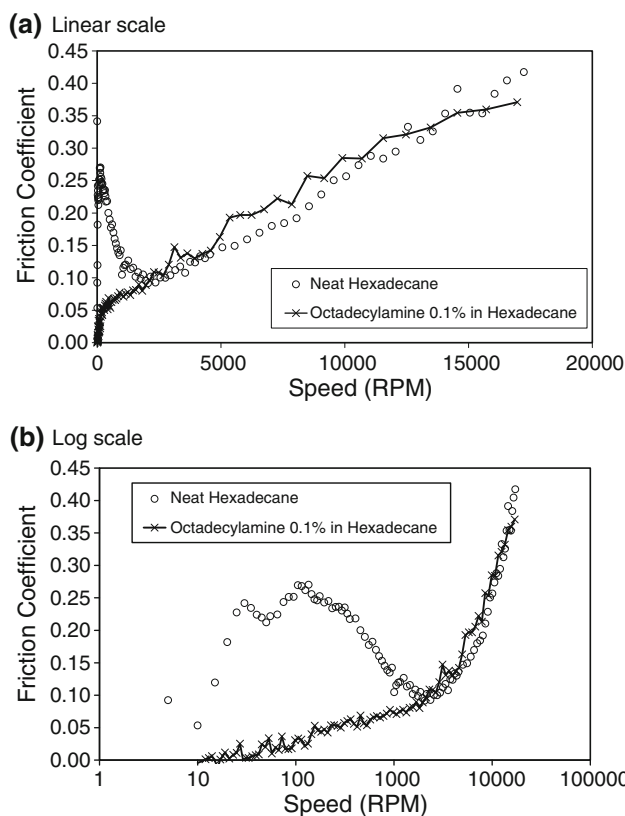 (a) Linear scale
0.45
0.40
0.35
0.30
0.25
0.20
0.15
0.10
0.05
0.00
Friction Coefficient
Neat Hexadecane
Octadecylamine 0.1% in Hexadecane
0 5000 10000 15000 20000
Speed (RPM)
(b) Log scale
0.45
0.40
0.35
0.30
0.25
0.20
0.15
0.10
0.05
0.00
Friction Coefficient
Neat Hexadecane
Octadecylamine 0.1% in Hexadecane
1 10 100 1000 10000 100000
Speed (RPM)